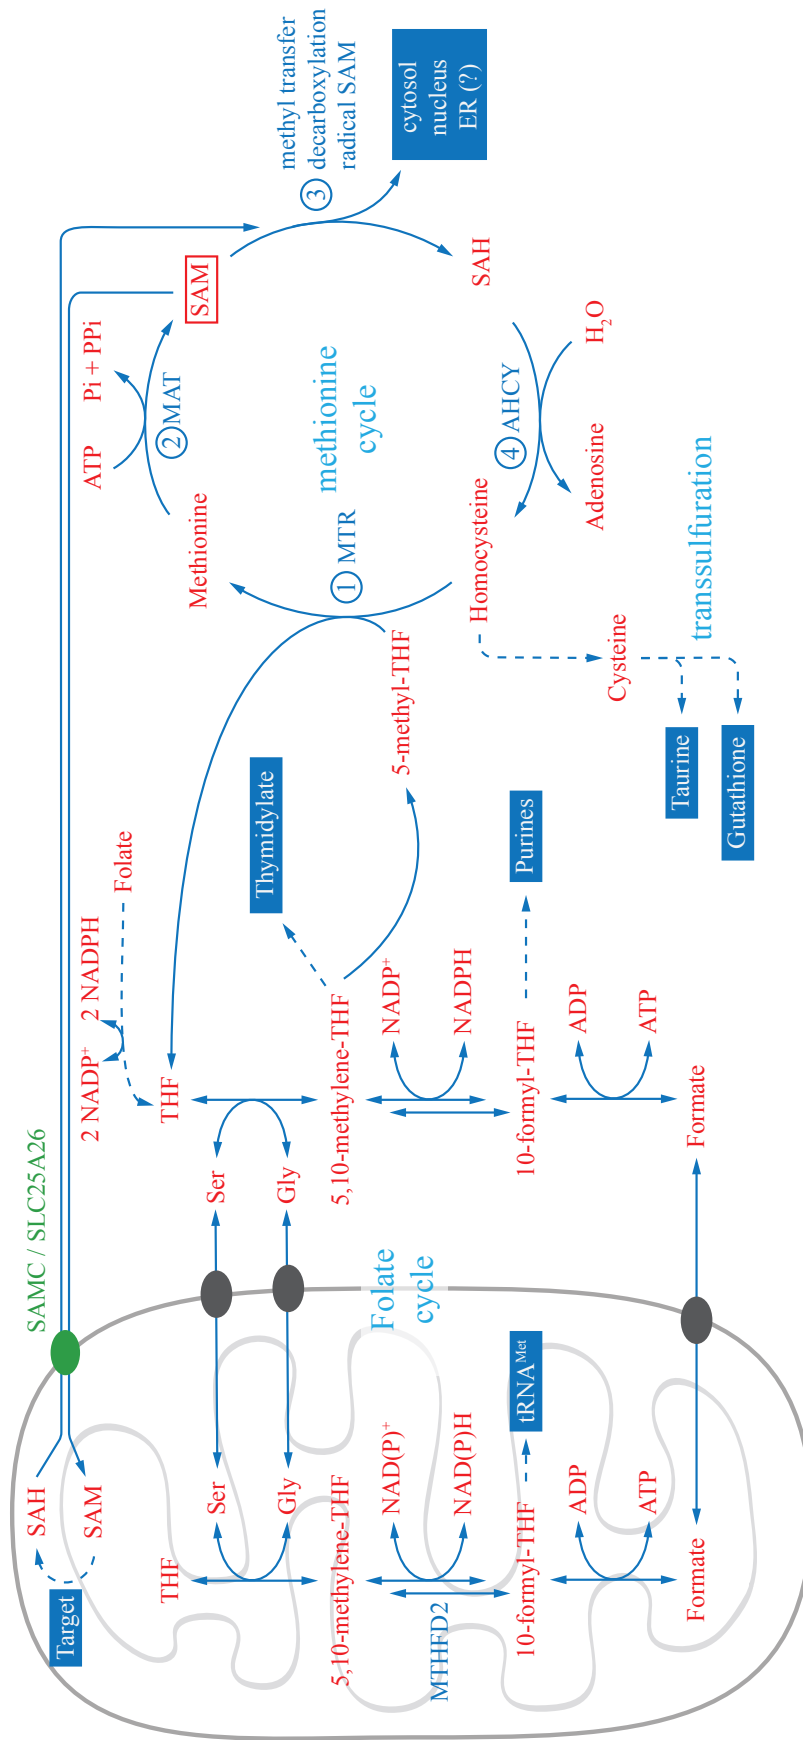 SAMC / SLC25A26
Target
SAH
SAM
THF
Ser
Gly
5,10-methylene-THF
NAD(P)⁺
NAD(P)H
MTHFD2
10-formyl-THF
tRNAᴹᵉᵗ
ADP
ATP
Formate
Folate
cycle
2 NADP⁺
2 NADPH
Folate
THF
Ser
Gly
5,10-methylene-THF
Thymidylate
NADP⁺
NADPH
10-formyl-THF
Purines
ADP
ATP
Formate
5-methyl-THF
① MTR
Methionine
ATP
Pi + PPi
② MAT
SAM
methionine
cycle
③
methyl transfer
decarboxylation
radical SAM
cytosol
nucleus
ER (?)
SAH
④ AHCY
H₂O
Adenosine
Homocysteine
Cysteine
transsulfuration
Taurine
Gutathione